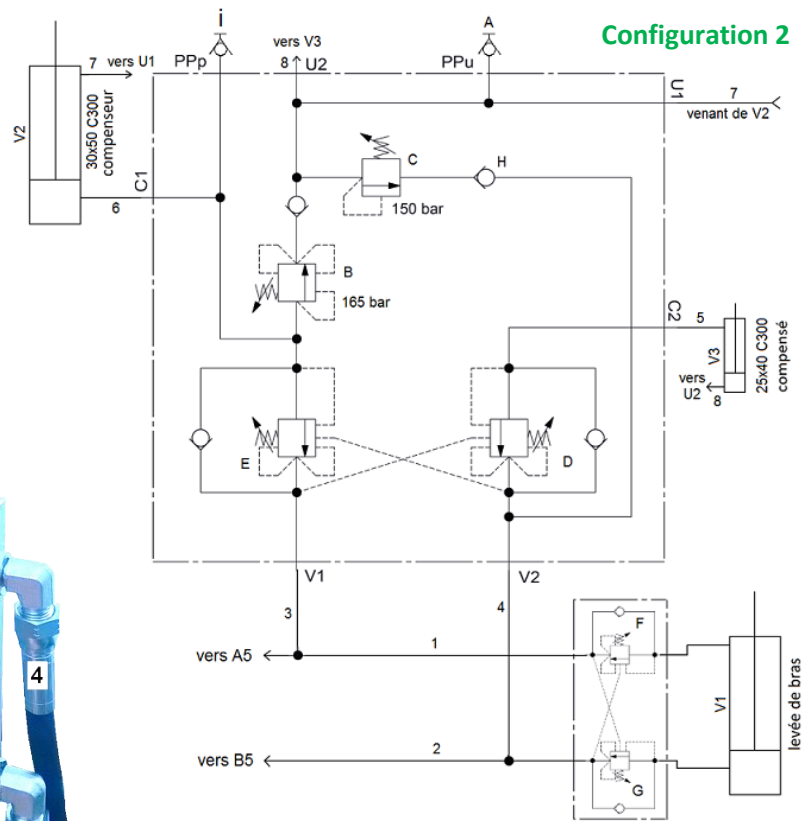 Configuration 2
i
vers V3
A
PPp
8
U2
PPu
7
vers U1
V2
30x50 C300
compenseur
C1
6
U1
7
venant de V2
C
H
150 bar
B
165 bar
C2
5
V3
25x40 C300
compensé
vers
U2
8
E
D
V1
V2
3
4
vers A5
1
F
V1
levée de bras
4
vers B5
2
G